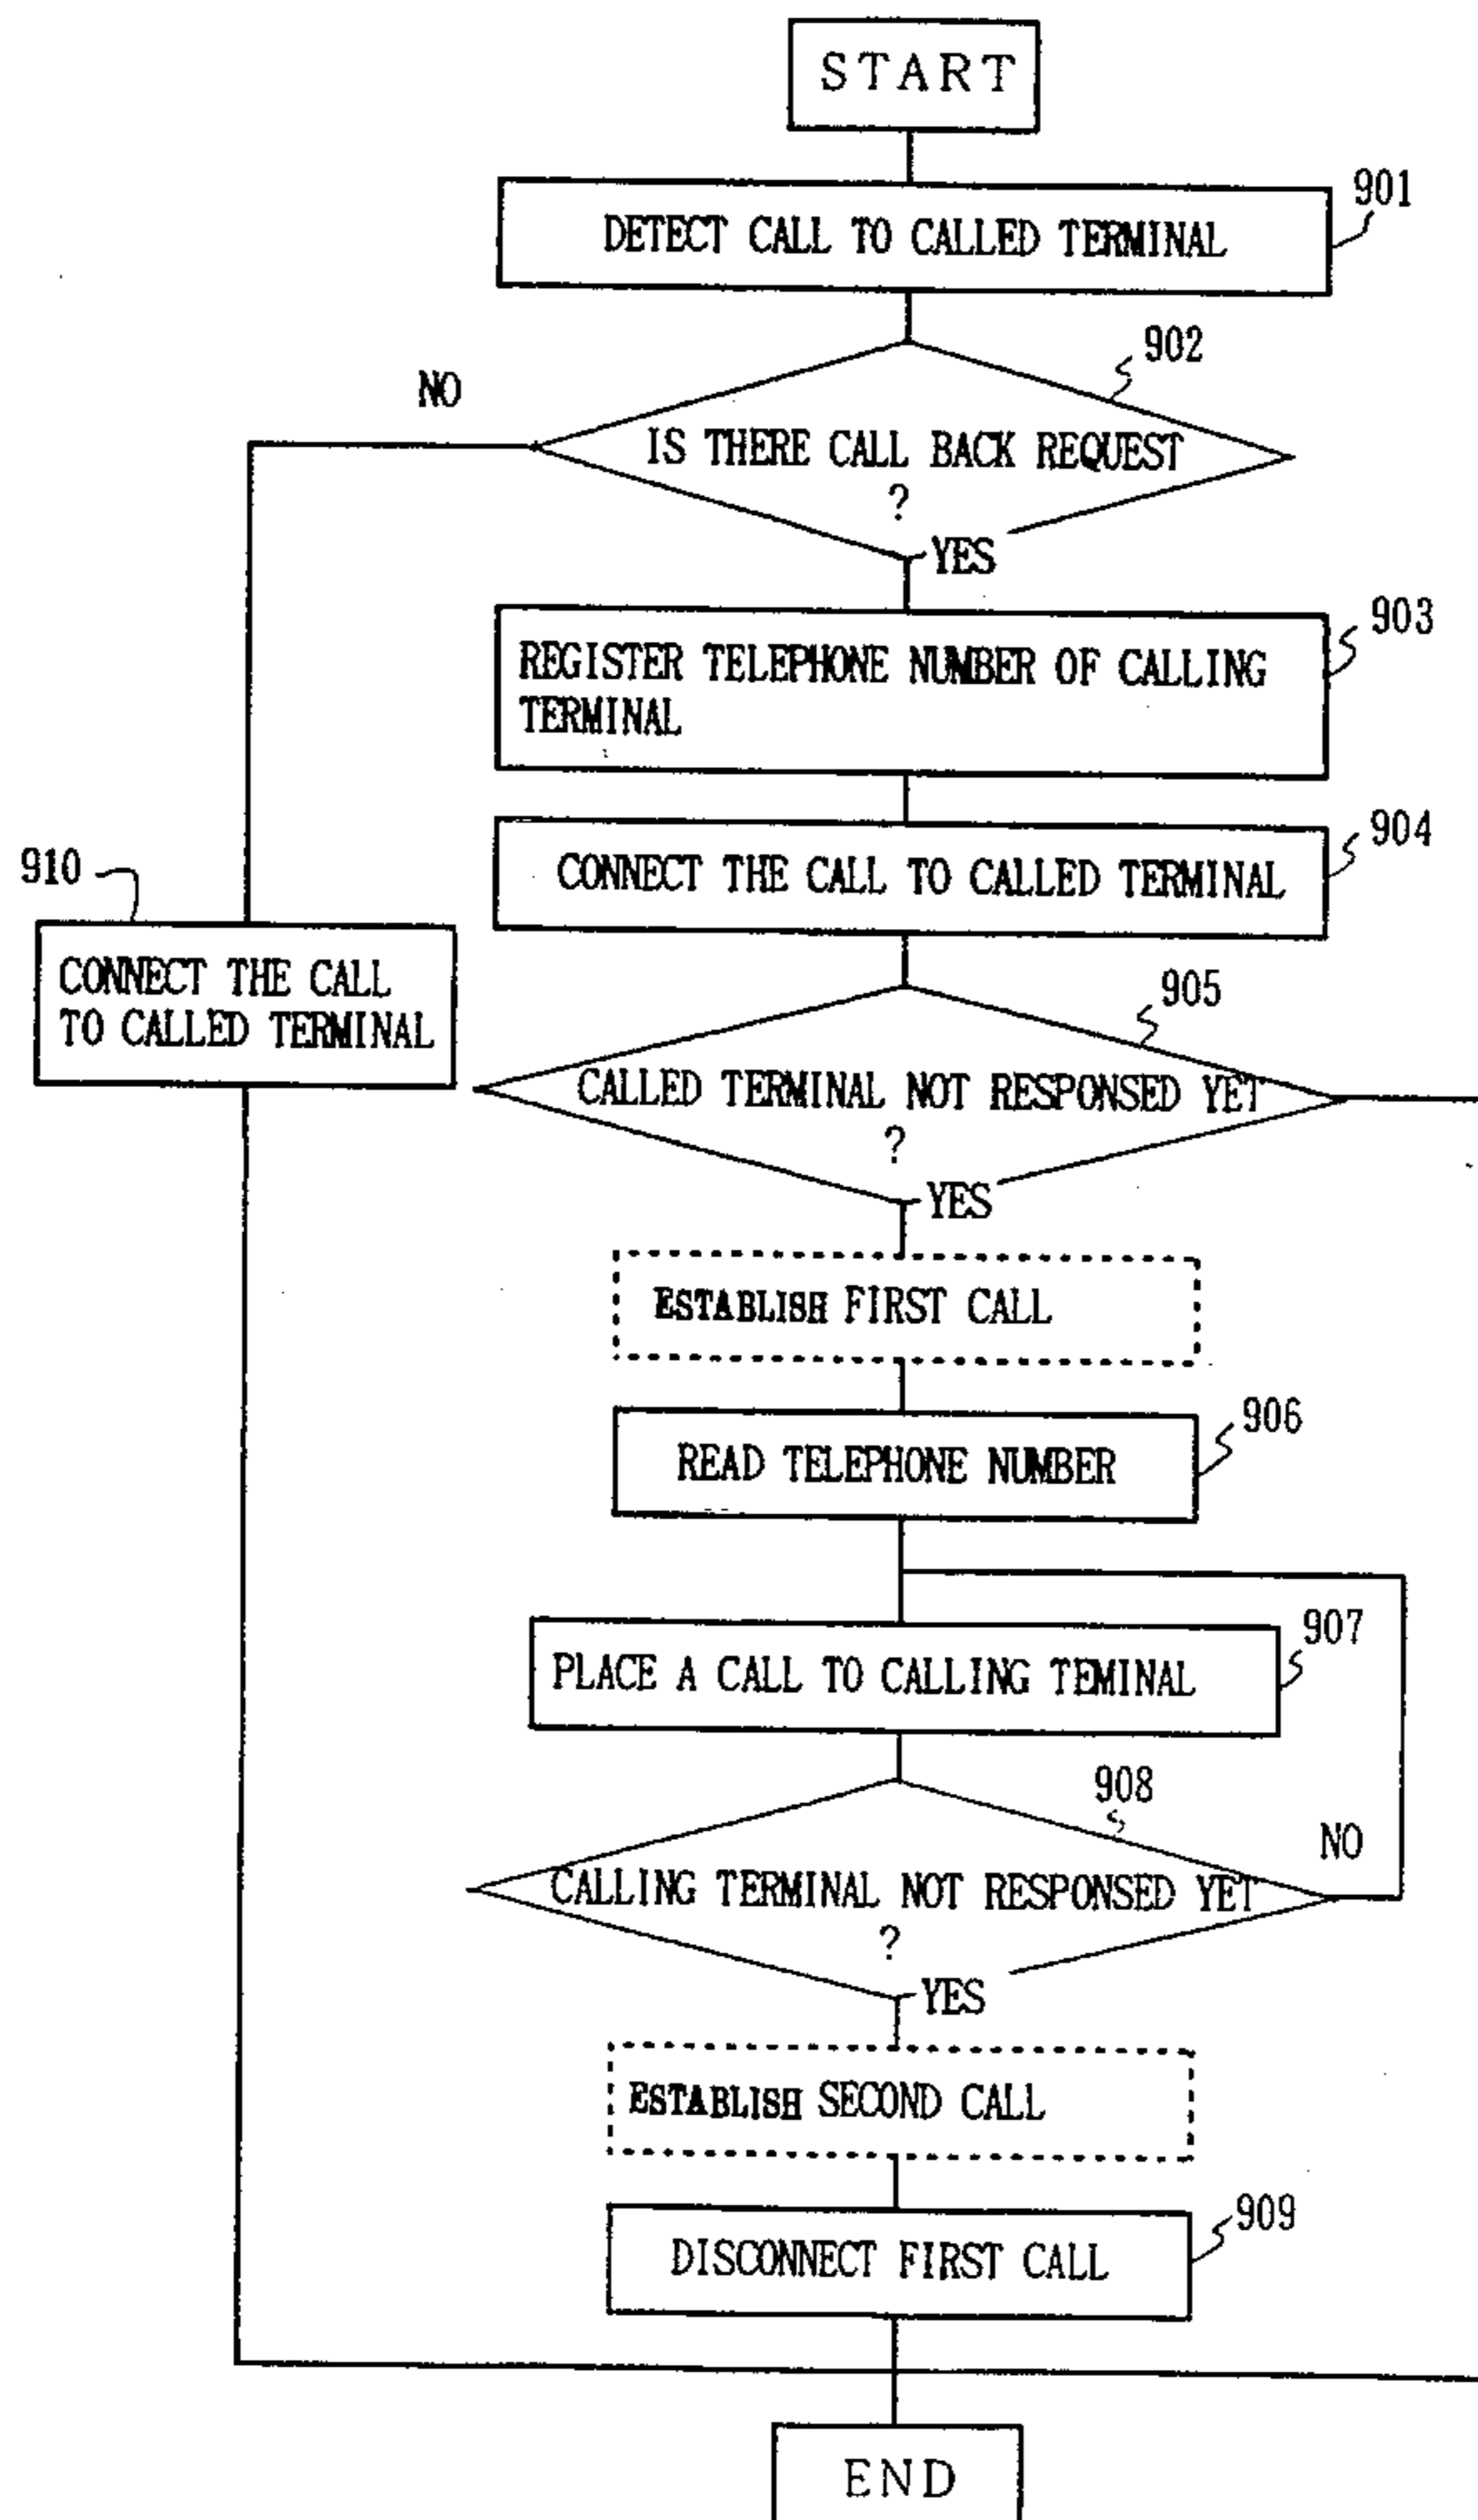 START
901
DETECT CALL TO CALLED TERMINAL
902
NO
IS THERE CALL BACK REQUEST
?
YES
903
REGISTER TELEPHONE NUMBER OF CALLING
TERMINAL
904
CONNECT THE CALL TO CALLED TERMINAL
910
CONNECT THE CALL
TO CALLED TERMINAL
905
CALLED TERMINAL NOT RESPONSED YET
?
YES
ESTABLISH FIRST CALL
906
READ TELEPHONE NUMBER
907
PLACE A CALL TO CALLING TEMINAL
908
NO
CALLING TERMINAL NOT RESPONSED YET
?
YES
ESTABLISH SECOND CALL
909
DISCONNECT FIRST CALL
END